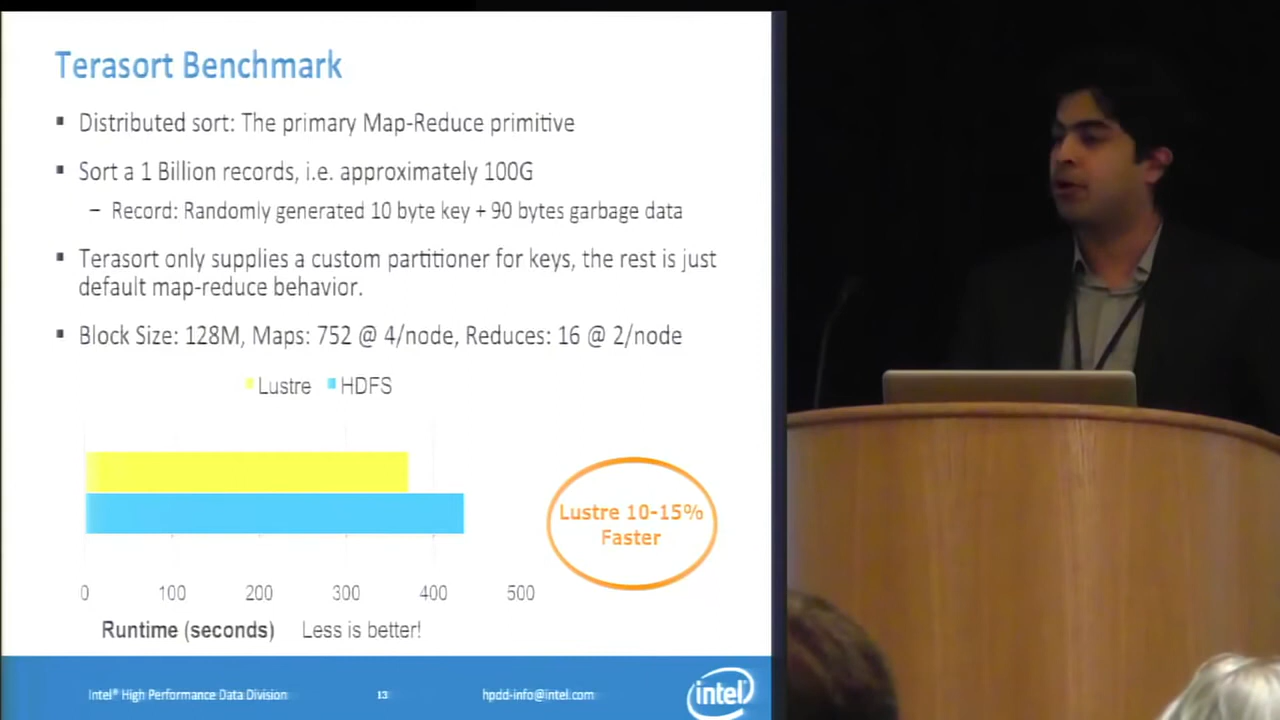 Terasort Benchmark
Distributed sort: The primary Map-Reduce primitive
Sort a 1 Billion records, i.e. approximately 100G
– Record: Randomly generated 10 byte key + 90 bytes garbage data
Terasort only supplies a custom partitioner for keys, the rest is just
default map-reduce behavior.
Block Size: 128M, Maps: 752 @ 4/node, Reduces: 16 @ 2/node
Lustre HDFS
Lustre 10-15%
Faster
0 100 200 300 400 500
Runtime (seconds) Less is better!
Intel® High Performance Data Division 13 hpdd-info@intel.com
intel